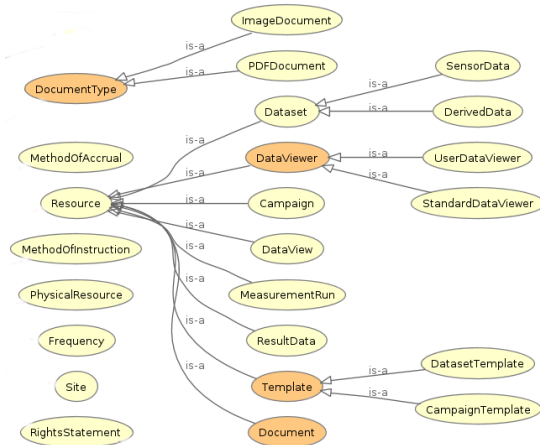 ImageDocument
is-a
PDFDocument
is-a
DocumentType
SensorData
is-a
Dataset
DerivedData
is-a
is-a
MethodOfAccrual
DataViewer
UserDataViewer
is-a
is-a
is-a
StandardDataViewer
Resource
Campaign
is-a
MethodOfInstruction
DataView
is-a
is-a
PhysicalResource
MeasurementRun
is-a
Frequency
ResultData
is-a
DatasetTemplate
is-a
Site
Template
is-a
CampaignTemplate
is-a
RightsStatement
Document